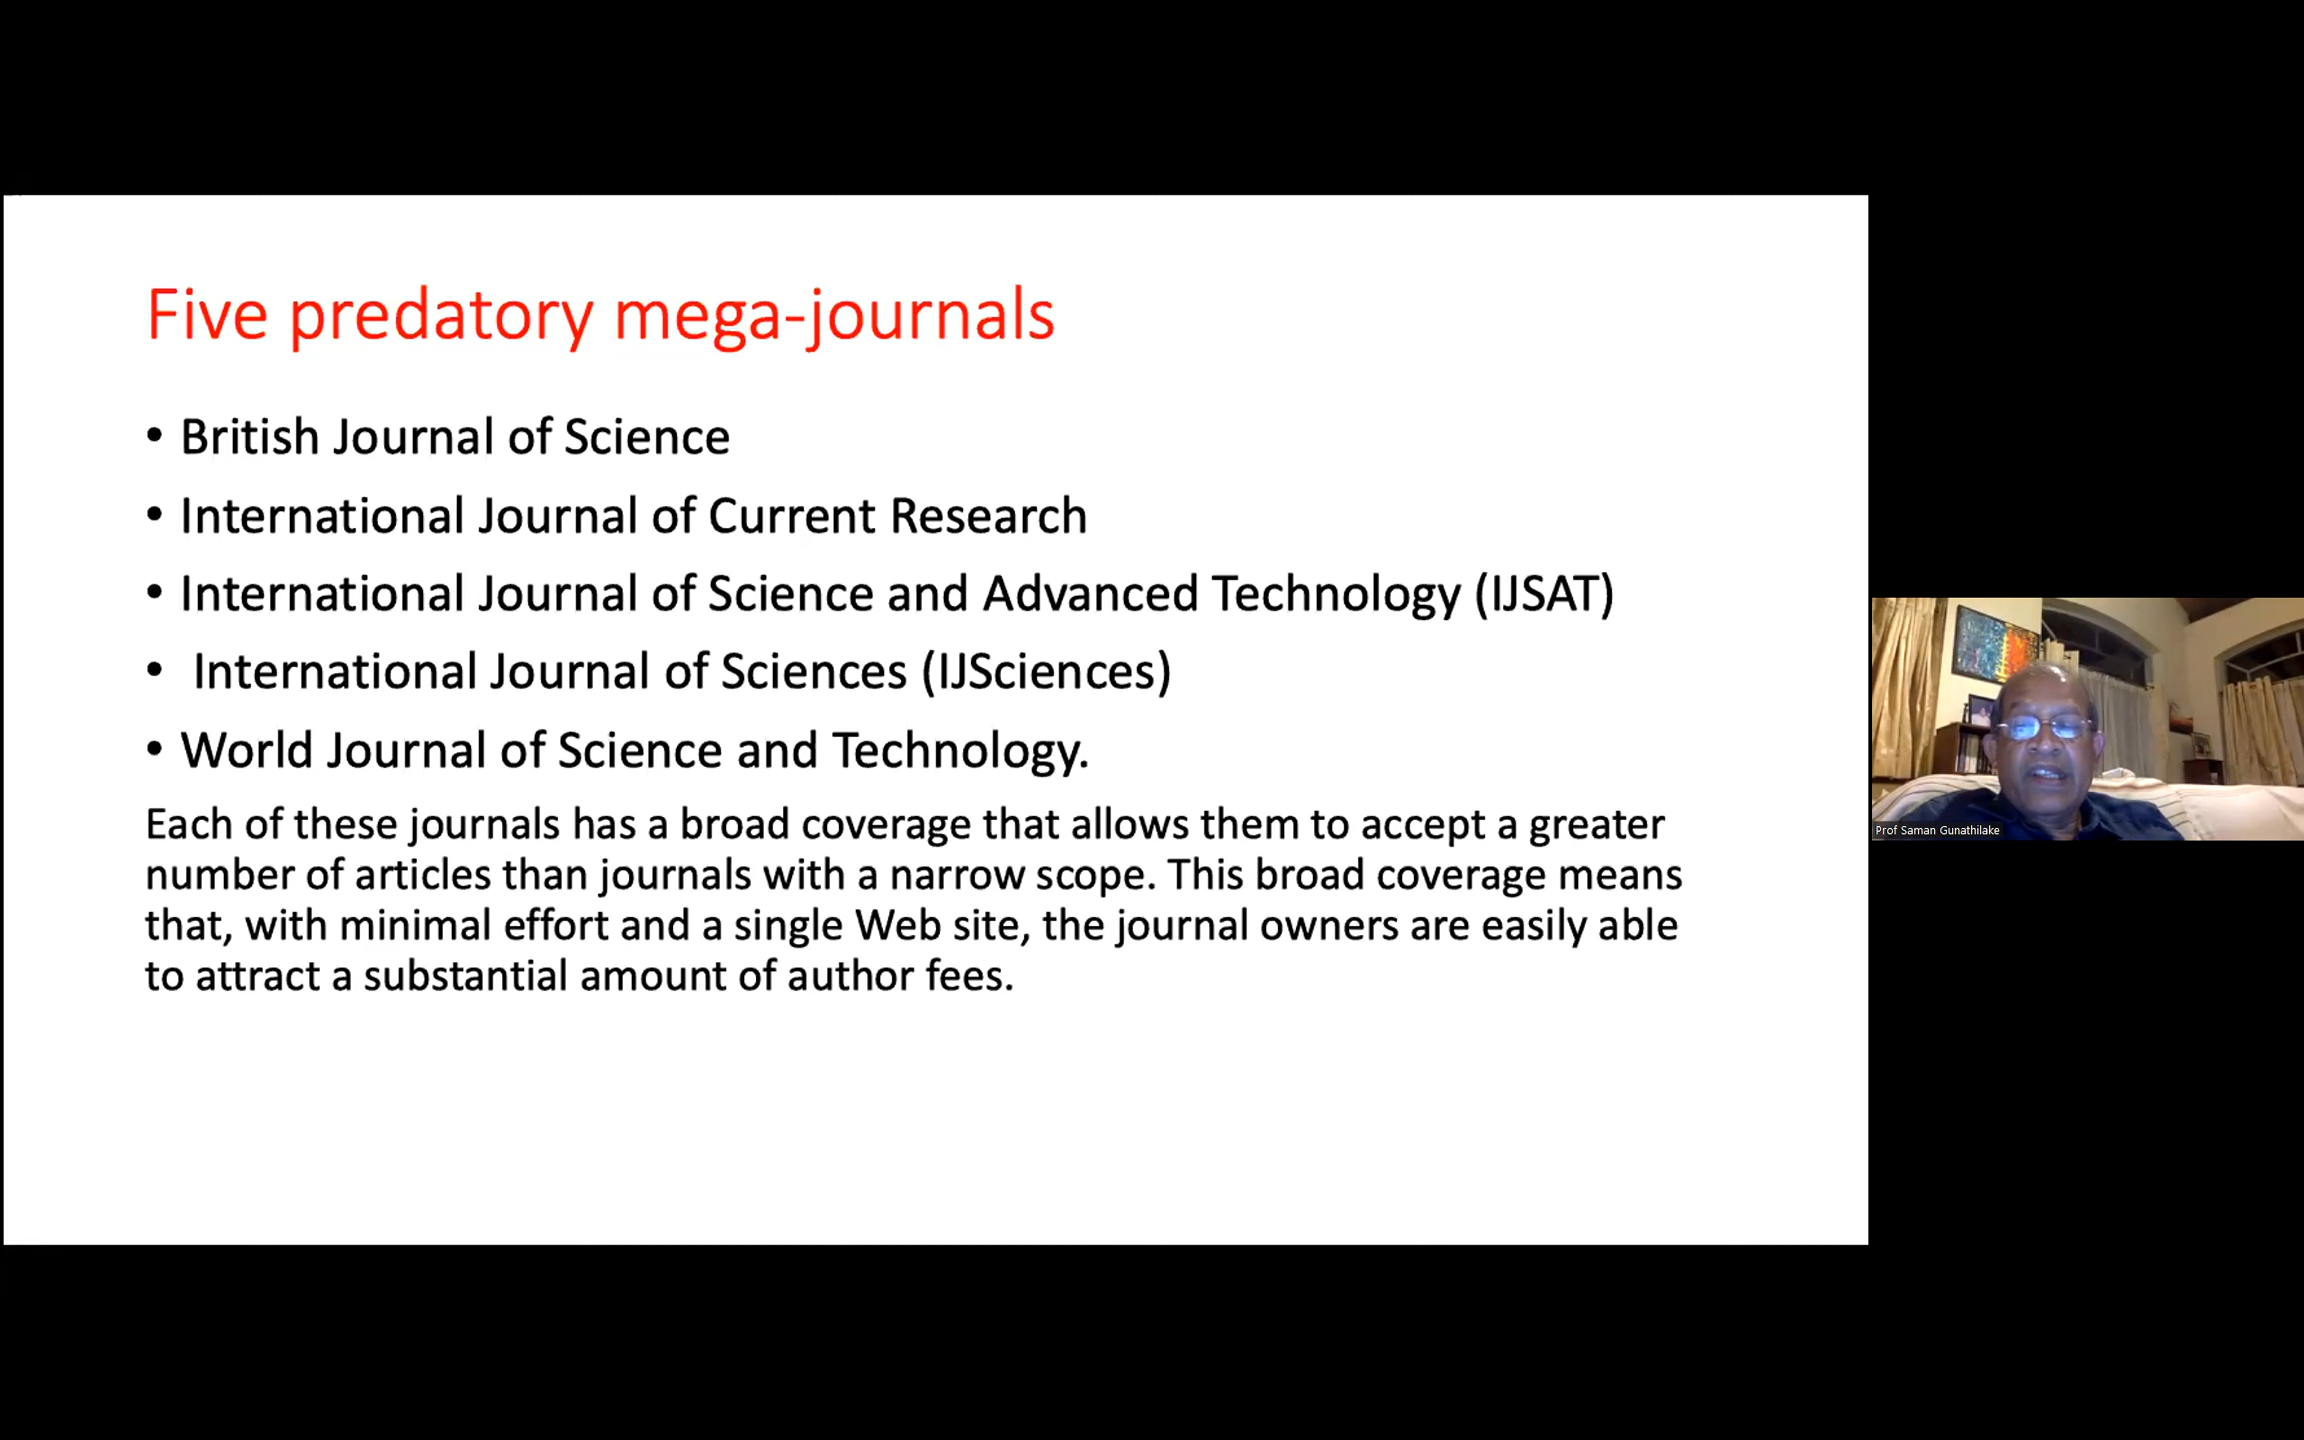 Five predatory mega-journals
• British Journal of Science
• International Journal of Current Research
• International Journal of Science and Advanced Technology (IJSAT)
• International Journal of Sciences (IJSciences)
• World Journal of Science and Technology.
Each of these journals has a broad coverage that allows them to accept a greater
number of articles than journals with a narrow scope. This broad coverage means
that, with minimal effort and a single Web site, the journal owners are easily able
to attract a substantial amount of author fees.
Prof Saman Gunathilake